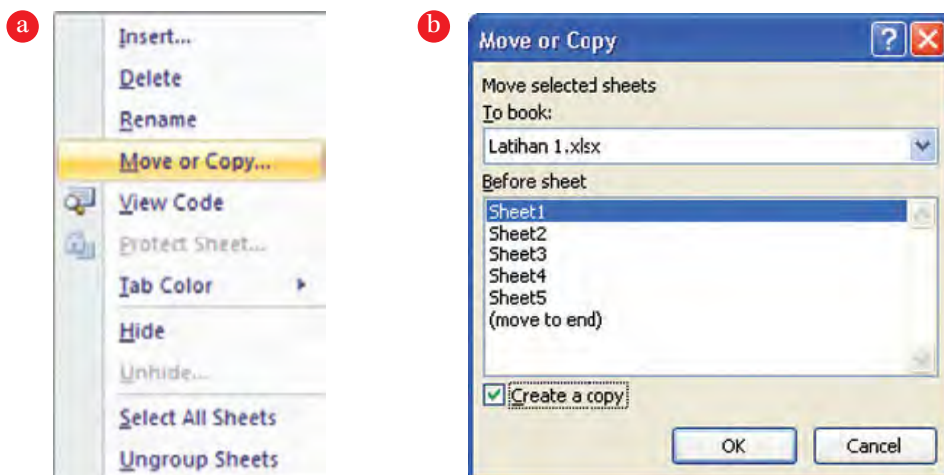 a
Insert...
Delete
Rename
Move or Copy...
View Code
Protect Sheet...
Tab Color
Hide
Unhide...
Select All Sheets
Ungroup Sheets
b
Move or Copy
Move selected sheets
To book:
Latihan 1.xlsx
Before sheet
Sheet1
Sheet2
Sheet3
Sheet4
Sheet5
(move to end)
Create a copy
OK
Cancel